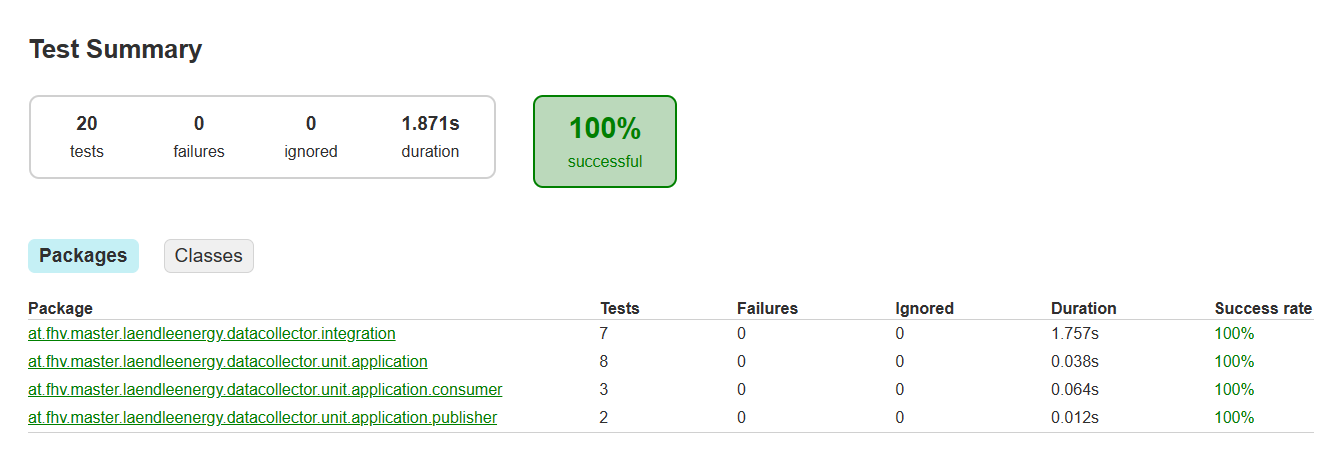 Test Summary
20 0 0 1.871s
tests failures ignored duration
100%
successful
Packages Classes
Package Tests Failures Ignored Duration Success rate
at.fhv.master.laendleenergy.datacollector.integration 7 0 0 1.757s 100%
at.fhv.master.laendleenergy.datacollector.unit.application 8 0 0 0.038s 100%
at.fhv.master.laendleenergy.datacollector.unit.application.consumer 3 0 0 0.064s 100%
at.fhv.master.laendleenergy.datacollector.unit.application.publisher 2 0 0 0.012s 100%